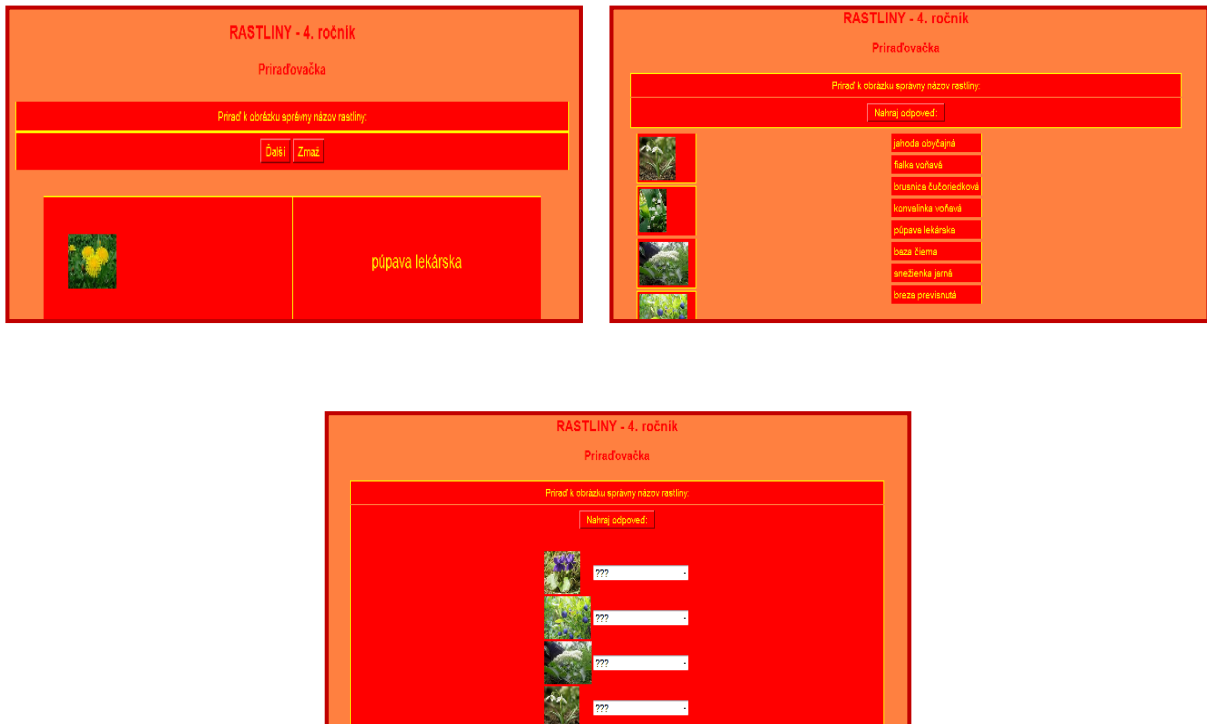 RASTLINY - 4. ročník
Priraďovačka
Priraď k obrázku správny názov rastliny:
Ďalší Zmaž
púpava lekárska
RASTLINY - 4. ročník
Priraďovačka
Priraď k obrázku správny názov rastliny:
Nahraj odpoveď:
jahoda obyčajná
fialka voňavá
brusnica čučoriedková
konvalinka voňavá
púpava lekárska
baza čierna
snežienka jarná
breza previsnutá
RASTLINY - 4. ročník
Priraďovačka
Priraď k obrázku správny názov rastliny:
Nahraj odpoveď:
???
???
???
???